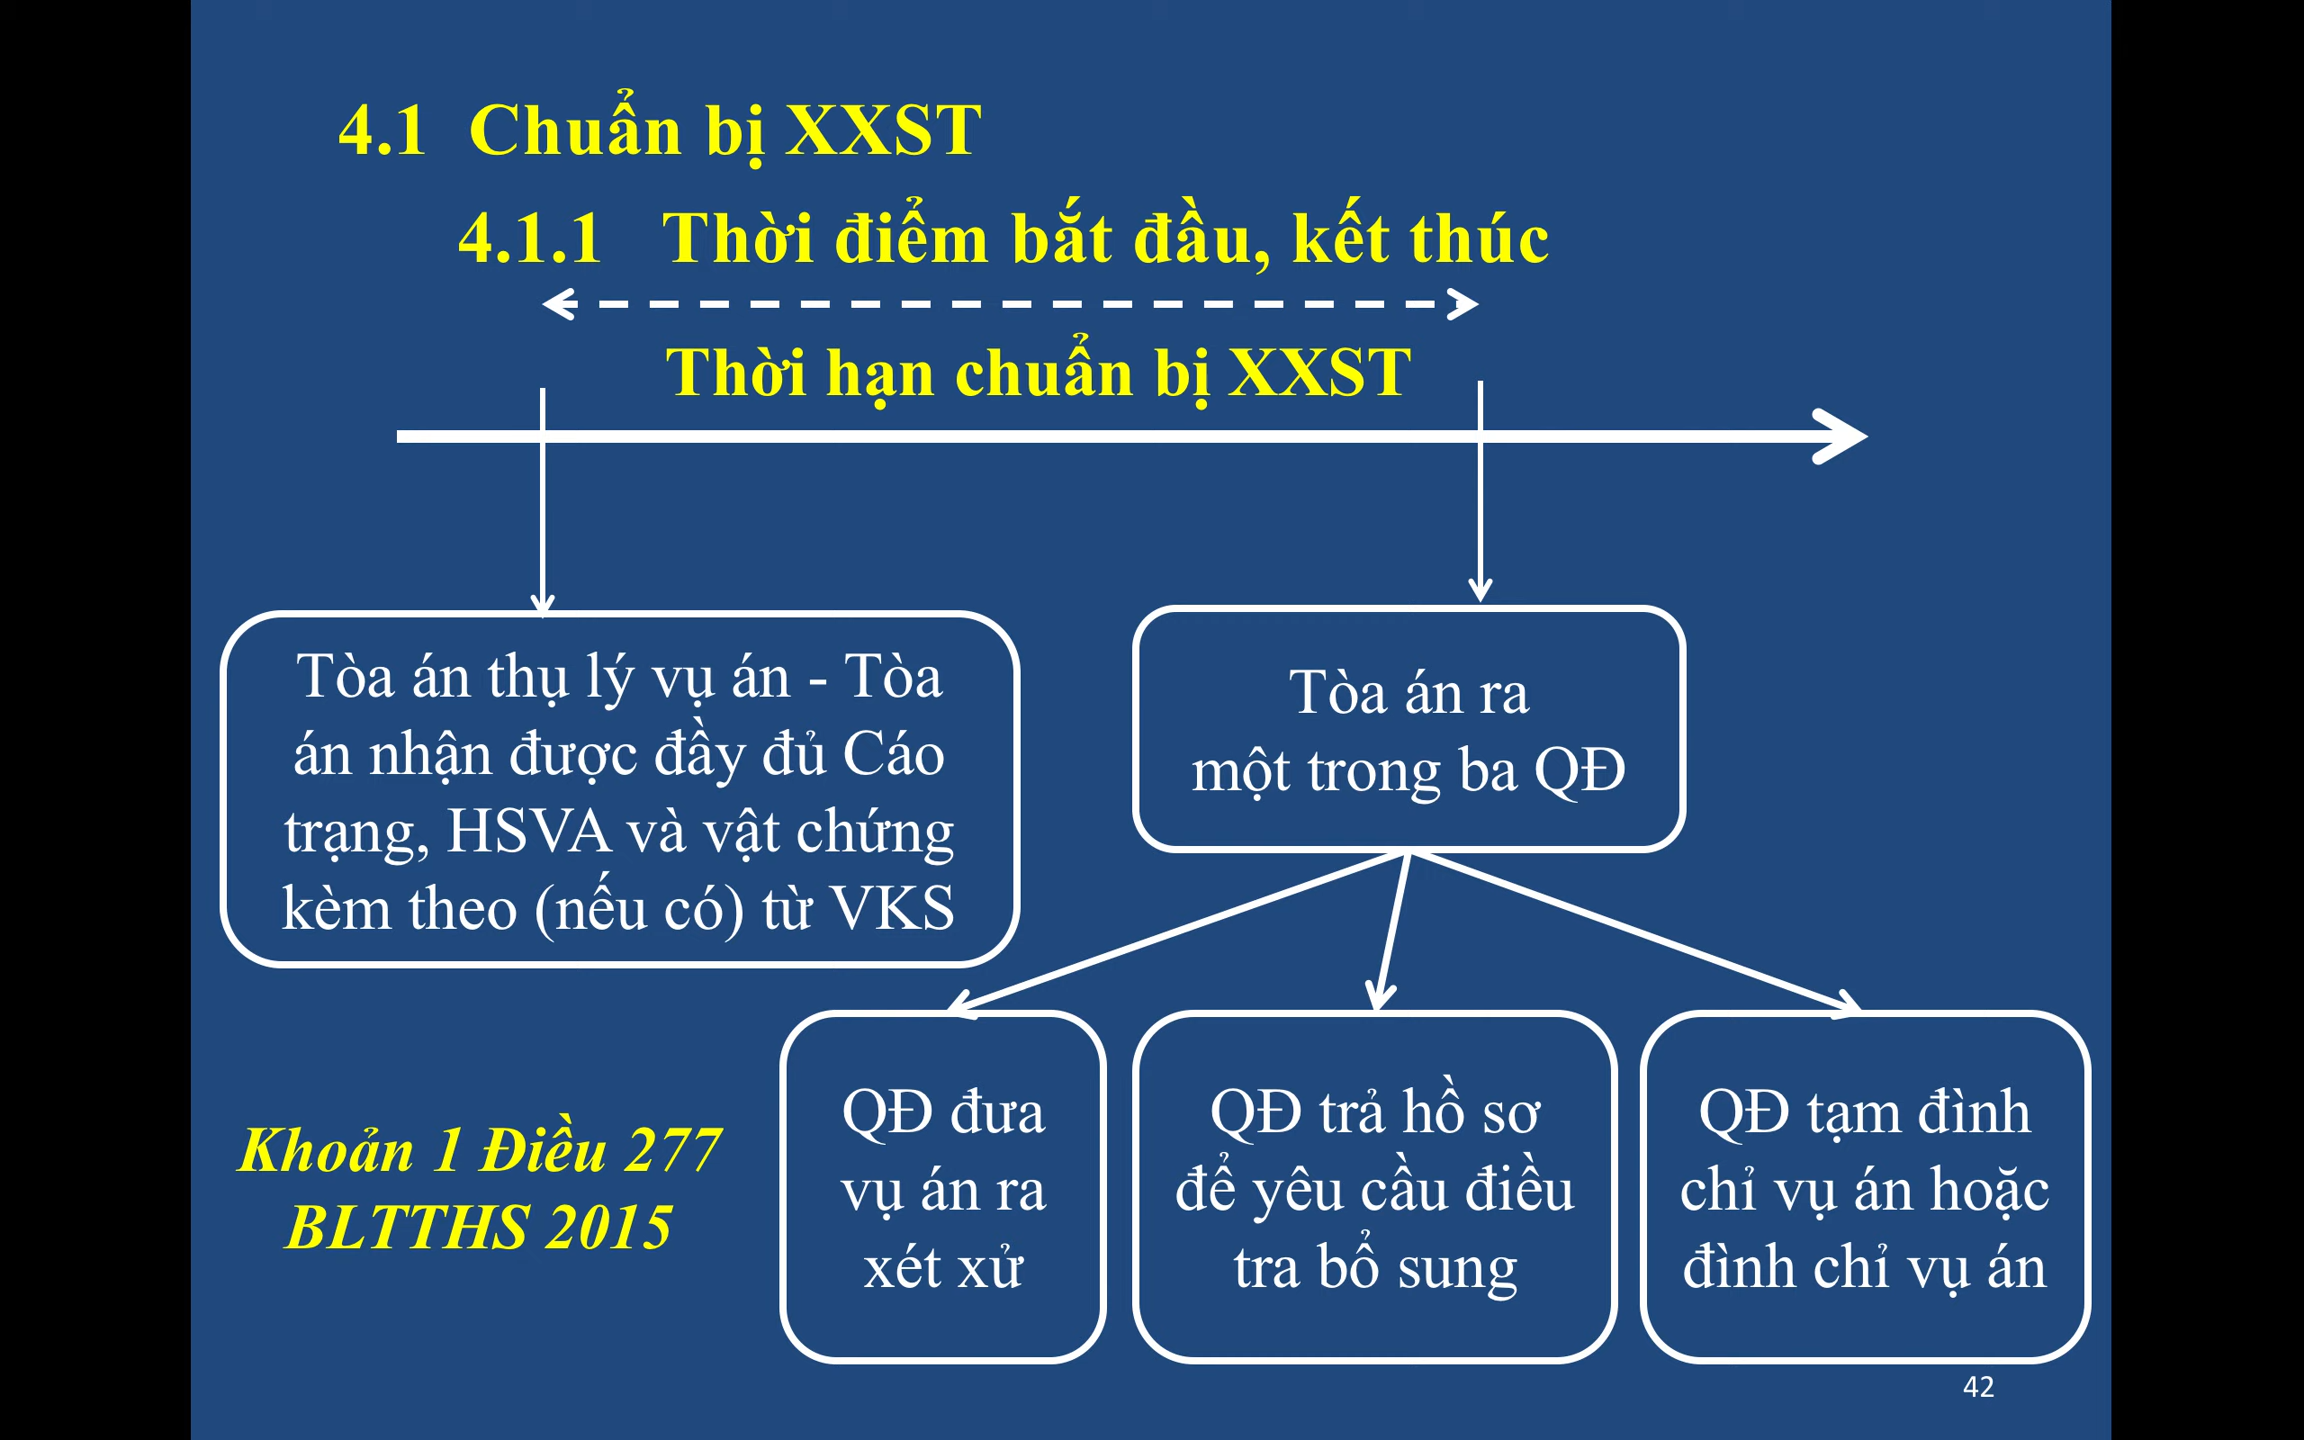 4.1 Chuẩn bị XXST
4.1.1 Thời điểm bắt đầu, kết thúc
Thời hạn chuẩn bị XXST
Tòa án thụ lý vụ án - Tòa
án nhận được đầy đủ Cáo
trạng, HSVA và vật chứng
kèm theo (nếu có) từ VKS
Tòa án ra
một trong ba QĐ
QĐ đưa
vụ án ra
xét xử
QĐ trả hồ sơ
để yêu cầu điều
tra bổ sung
QĐ tạm đình
chỉ vụ án hoặc
đình chỉ vụ án
Khoản 1 Điều 277
BLTTHS 2015
42